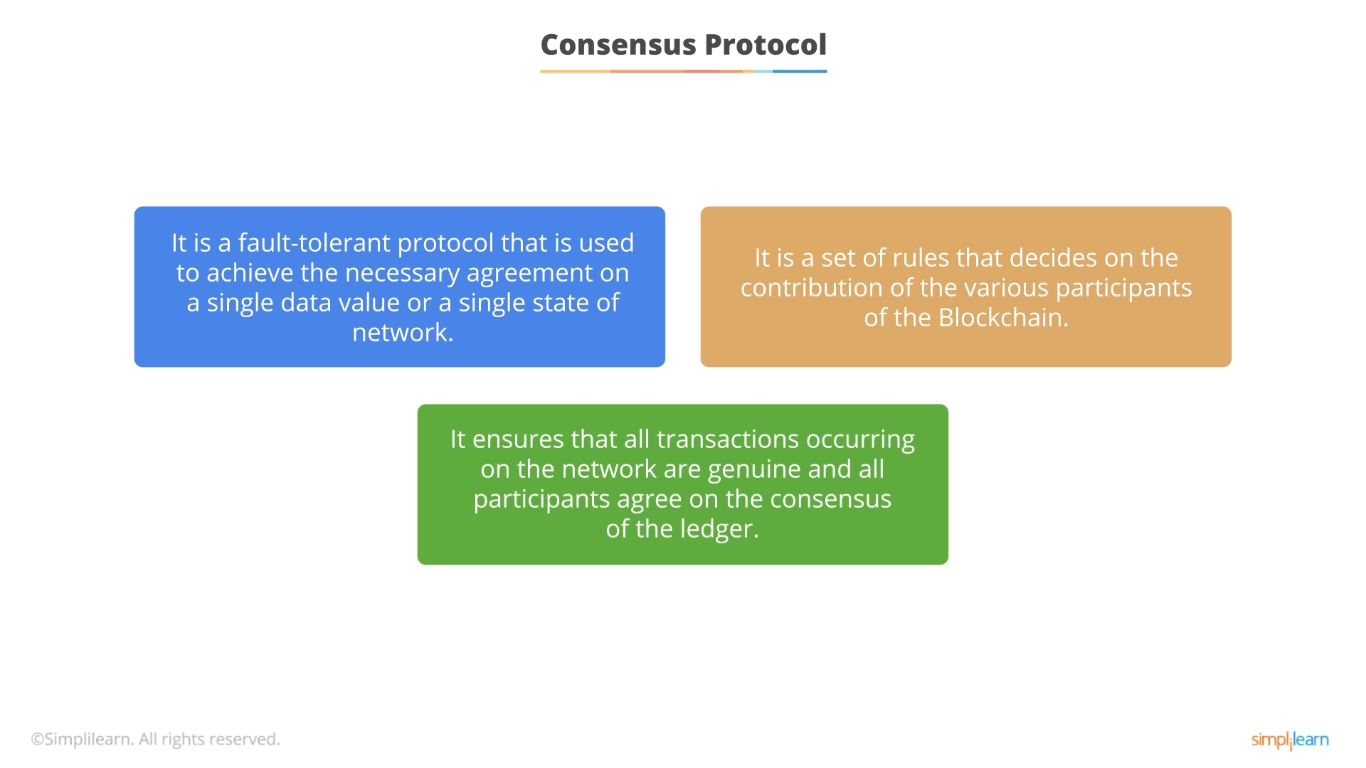 Consensus Protocol
It is a fault-tolerant protocol that is used
to achieve the necessary agreement on
a single data value or a single state of
network.
It is a set of rules that decides on the
contribution of the various participants
of the Blockchain.
It ensures that all transactions occurring
on the network are genuine and all
participants agree on the consensus
of the ledger.
©Simplilearn. All rights reserved.
simplilearn